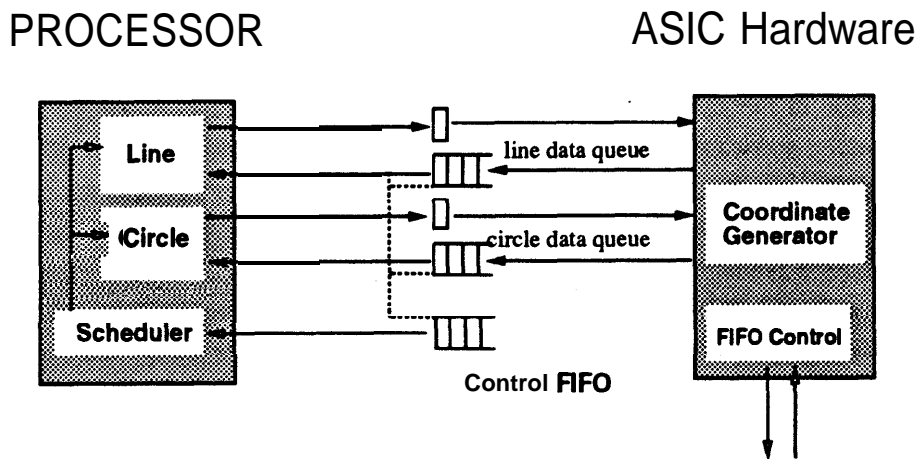 PROCESSOR
ASIC Hardware
Line
line data queue
Circle
circle data queue
Coordinate
Generator
Scheduler
FIFO Control
Control FIFO